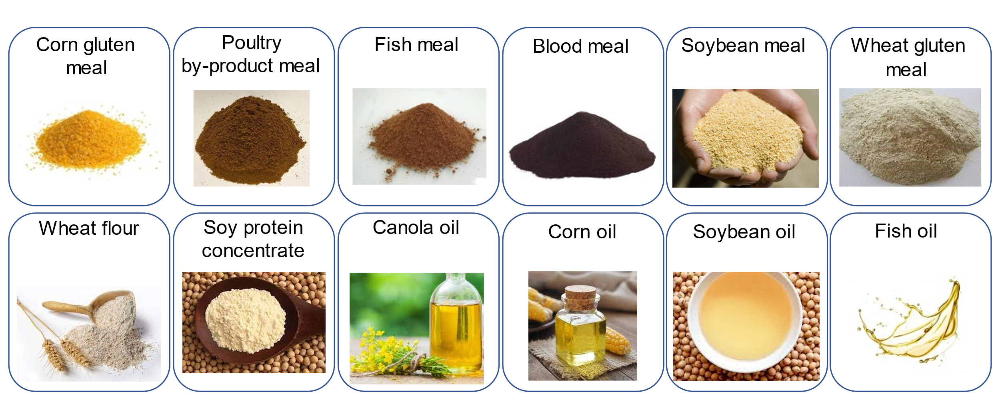 Corn gluten
meal
Poultry
by-product meal
Fish meal
Blood meal
Soybean meal
Wheat gluten
meal
Wheat flour
Soy protein
concentrate
Canola oil
Corn oil
Soybean oil
Fish oil